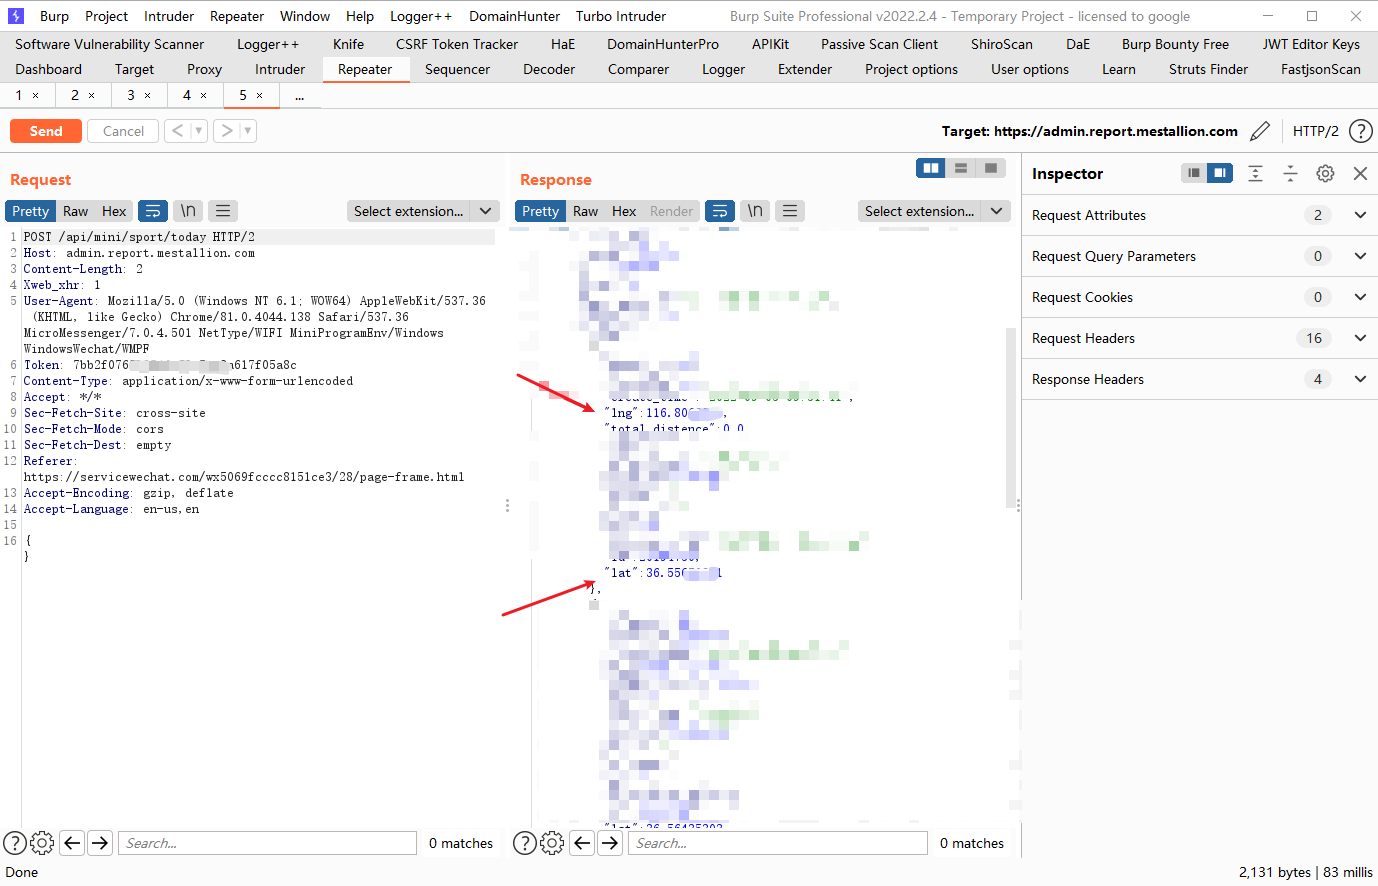 Burp Project Intruder Repeater Window Help Logger++ DomainHunter Turbo Intruder Burp Suite Professional v2022.2.4 - Temporary Project - licensed to google
Software Vulnerability Scanner Logger++ Knife CSRF Token Tracker HaE DomainHunterPro APIKit Passive Scan Client ShiroScan DaE Burp Bounty Free JWT Editor Keys
Dashboard Target Proxy Intruder Repeater Sequencer Decoder Comparer Logger Extender Project options User options Learn Struts Finder FastjsonScan
1 × 2 × 3 × 4 × 5 × ...
Send Cancel < > Target: https://admin.report.mestallion.com HTTP/2 ?
Request
Pretty Raw Hex \n Select extension...
1 POST /api/mini/sport/today HTTP/2
2 Host: admin.report.mestallion.com
3 Content-Length: 2
4 Xweb_xhr: 1
5 User-Agent: Mozilla/5.0 (Windows NT 6.1; WOW64) AppleWebKit/537.36
(KHTML, like Gecko) Chrome/81.0.4044.138 Safari/537.36
MicroMessenger/7.0.4.501 NetType/WIFI MiniProgramEnv/Windows
WindowsWechat/WMPF
6 Token: 7bb2f076 617f05a8c
7 Content-Type: application/x-www-form-urlencoded
8 Accept: */*
9 Sec-Fetch-Site: cross-site
10 Sec-Fetch-Mode: cors
11 Sec-Fetch-Dest: empty
12 Referer:
https://servicewechat.com/wx5069fcccc8151ce3/28/page-frame.html
13 Accept-Encoding: gzip, deflate
14 Accept-Language: en-us,en
15
16 {
}
Search... 0 matches
Response
Pretty Raw Hex Render \n Select extension...
"lng":116.80 ,
"total_distence":0.0
"lat":36.556 1
},
"lat":36.56435303
Search... 0 matches
Inspector
Request Attributes 2
Request Query Parameters 0
Request Cookies 0
Request Headers 16
Response Headers 4
Done 2,131 bytes | 83 millis